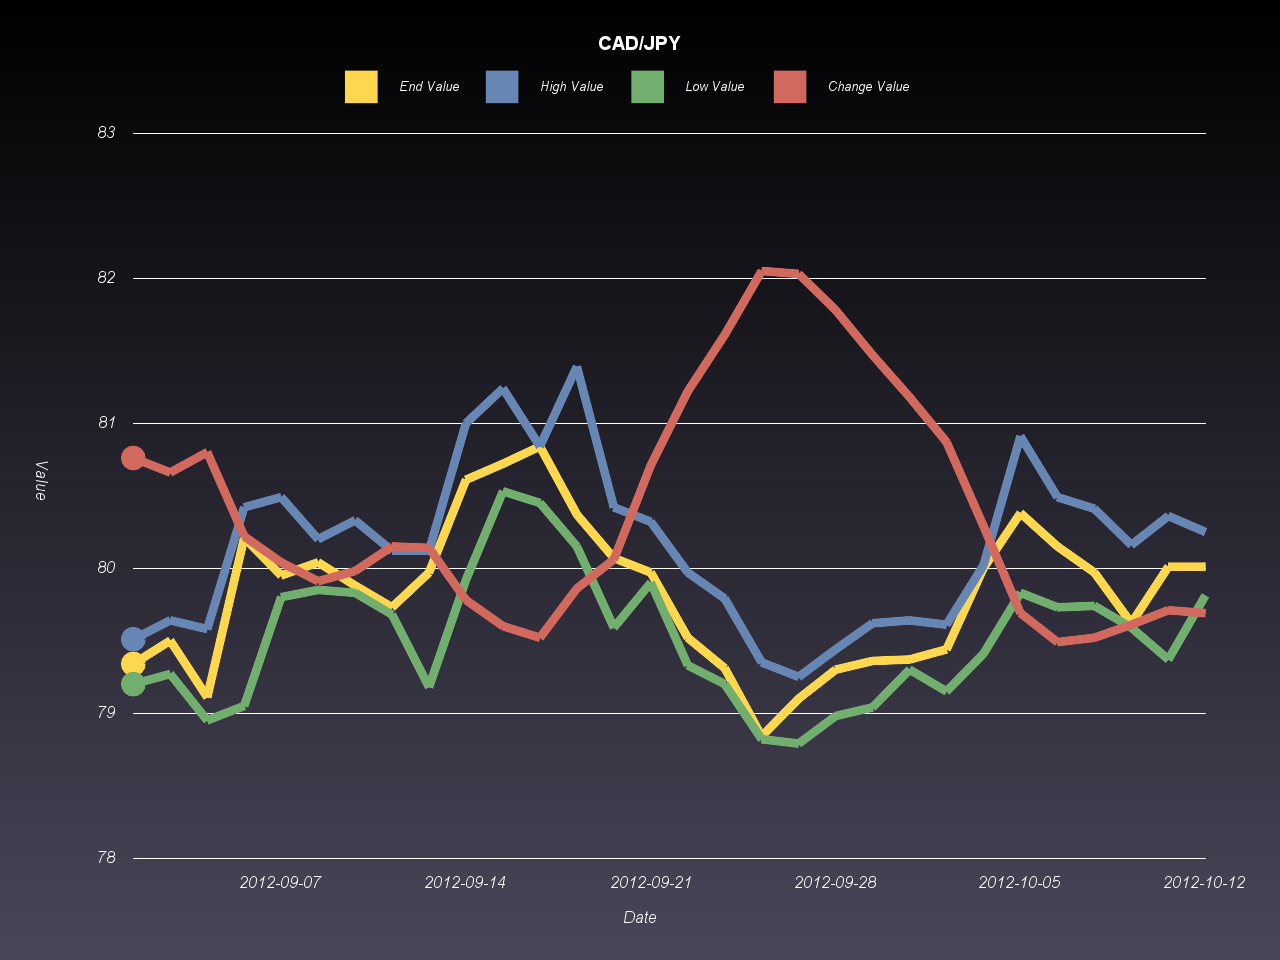 CAD/JPY
End Value High Value Low Value Change Value
83
82
81
80
79
78
Value
2012-09-07 2012-09-14 2012-09-21 2012-09-28 2012-10-05 2012-10-12
Date